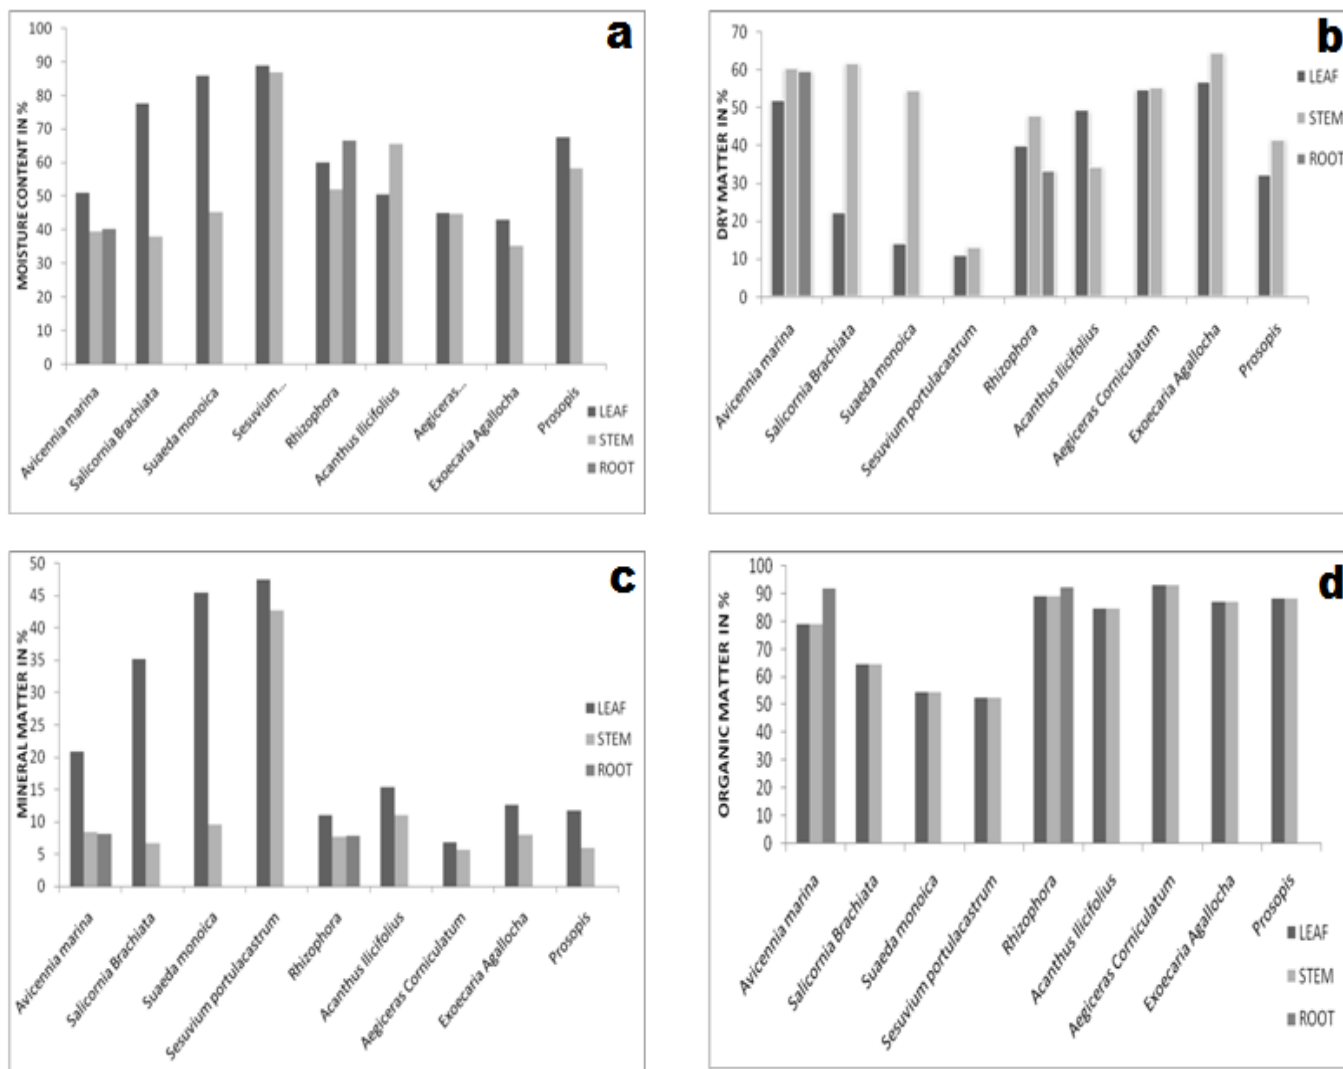 a
MOISTURE CONTENT IN %
100
90
80
70
60
50
40
30
20
10
0
Avicennia marina
Salicornia Brachiata
Suaeda monoica
Sesuvium...
Rhizophora
Acanthus Ilicifolius
Aegiceras...
Exoecaria Agallocha
Prosopis
LEAF
STEM
ROOT
b
DRY MATTER IN %
70
60
50
40
30
20
10
0
Avicennia marina
Salicornia Brachiata
Suaeda monoica
Sesuvium portulacastrum
Rhizophora
Acanthus Ilicifolius
Aegiceras Corniculatum
Exoecaria Agallocha
Prosopis
LEAF
STEM
ROOT
c
MINERAL MATTER IN %
50
45
40
35
30
25
20
15
10
5
0
Avicennia marina
Salicornia Brachiata
Suaeda monoica
Sesuvium portulacastrum
Rhizophora
Acanthus Ilicifolius
Aegiceras Corniculatum
Exoecaria Agallocha
Prosopis
LEAF
STEM
ROOT
d
ORGANIC MATTER IN %
100
90
80
70
60
50
40
30
20
10
0
Avicennia marina
Salicornia Brachiata
Suaeda monoica
Sesuvium portulacastrum
Rhizophora
Acanthus Ilicifolius
Aegiceras Corniculatum
Exoecaria Agallocha
Prosopis
LEAF
STEM
ROOT